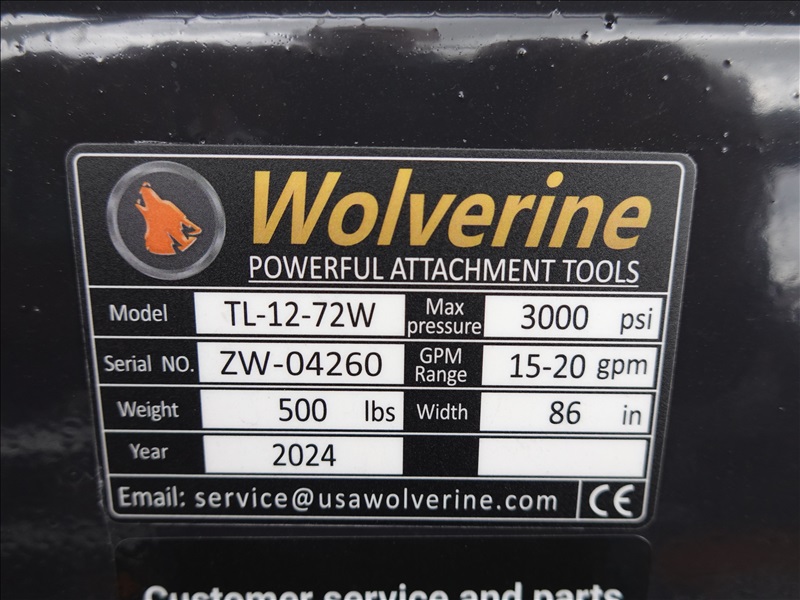 Wolverine
POWERFUL ATTACHMENT TOOLS
Model TL-12-72W Max pressure 3000 psi
Serial NO. ZW-04260 GPM Range 15-20 gpm
Weight 500 lbs Width 86 in
Year 2024
Email: service@usawolverine.com CE
Customer service and parts